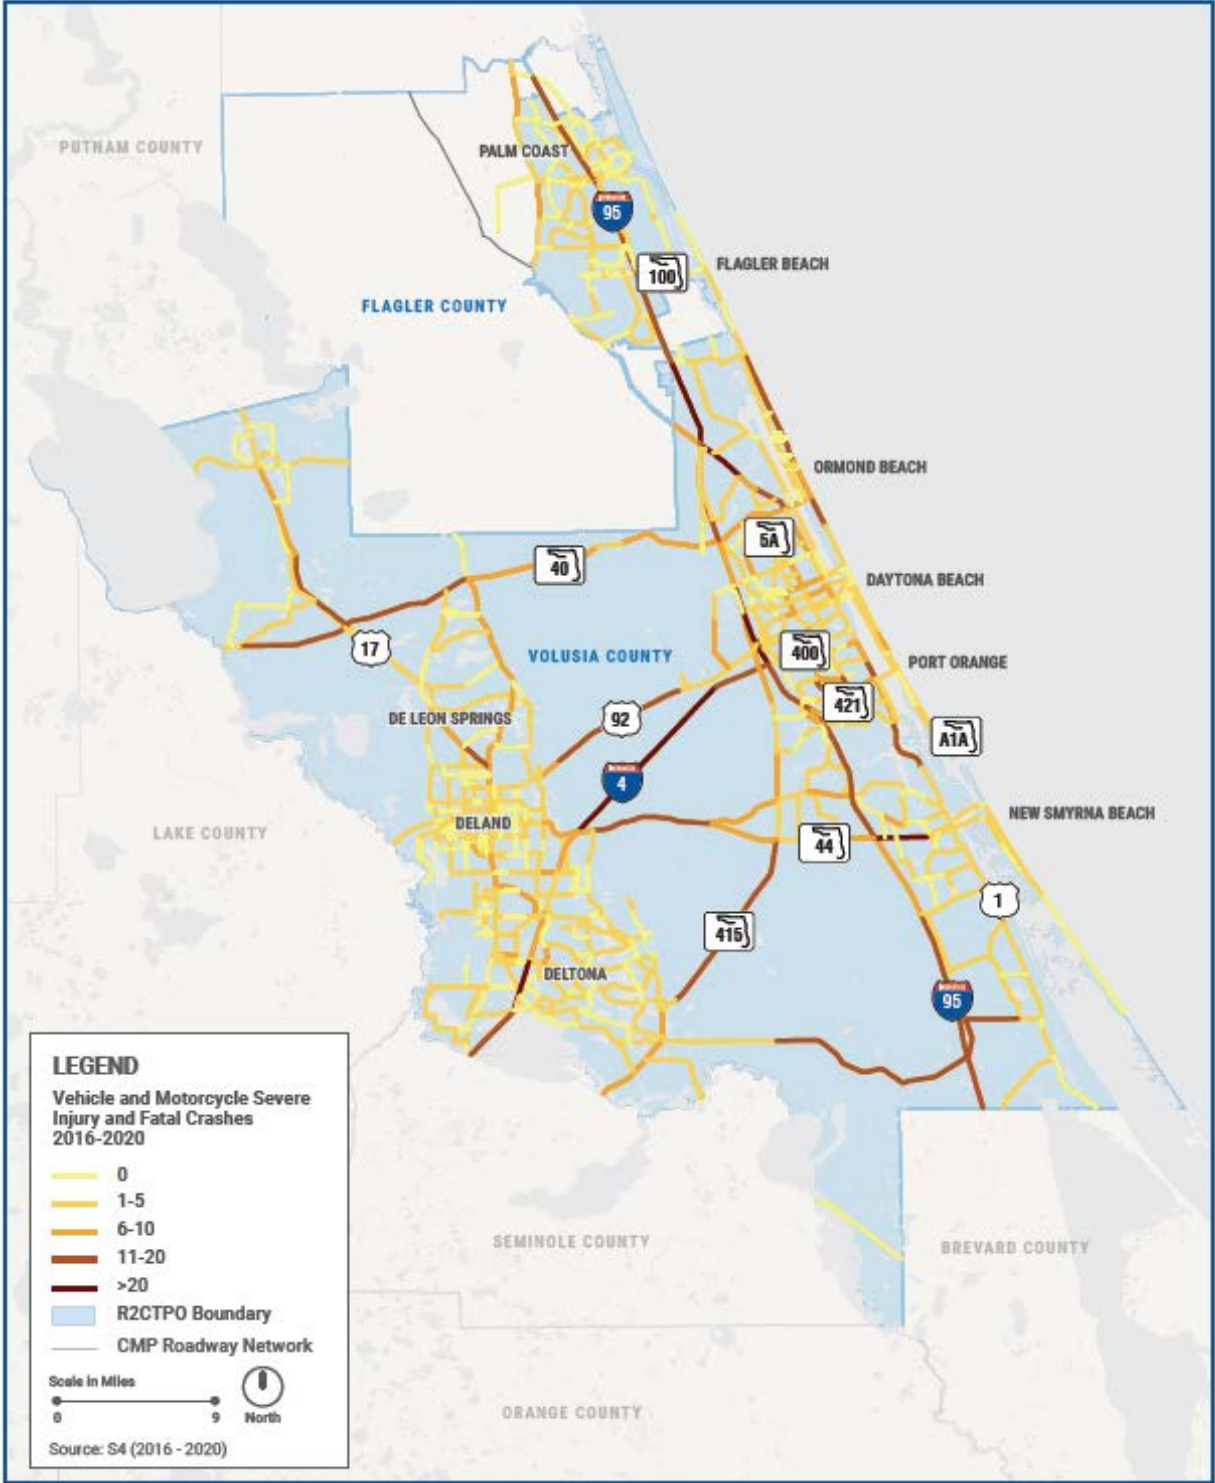 PUTNAM COUNTY
PALM COAST
95
100
FLAGLER BEACH
FLAGLER COUNTY
ORMOND BEACH
5A
40
DAYTONA BEACH
17
VOLUSIA COUNTY
400
PORT ORANGE
DE LEON SPRINGS
92
421
A1A
4
LAKE COUNTY
DELAND
44
NEW SMYRNA BEACH
1
415
DELTONA
95
LEGEND
Vehicle and Motorcycle Severe
Injury and Fatal Crashes
2016-2020
0
1-5
6-10
11-20
>20
R2CTPO Boundary
CMP Roadway Network
Scale in Miles
0 9
North
Source: S4 (2016 - 2020)
SEMINOLE COUNTY
BREVARD COUNTY
ORANGE COUNTY